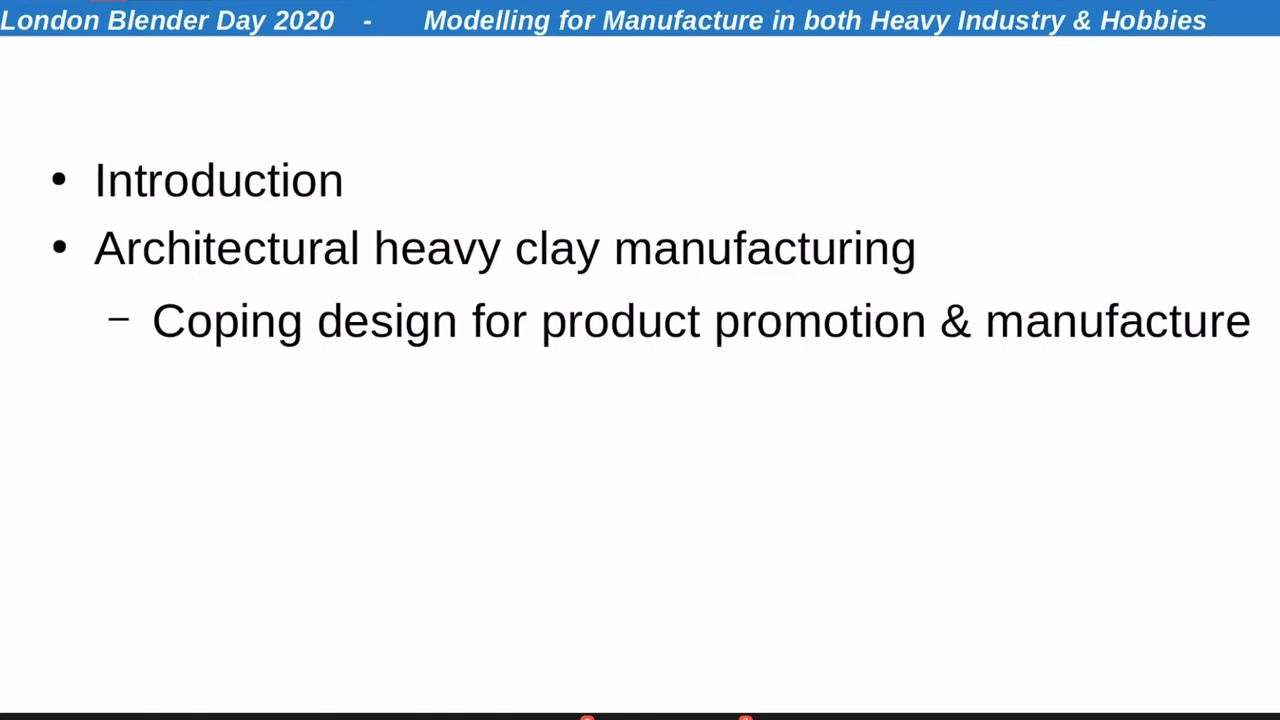 London Blender Day 2020 - Modelling for Manufacture in both Heavy Industry & Hobbies
• Introduction
• Architectural heavy clay manufacturing
– Coping design for product promotion & manufacture